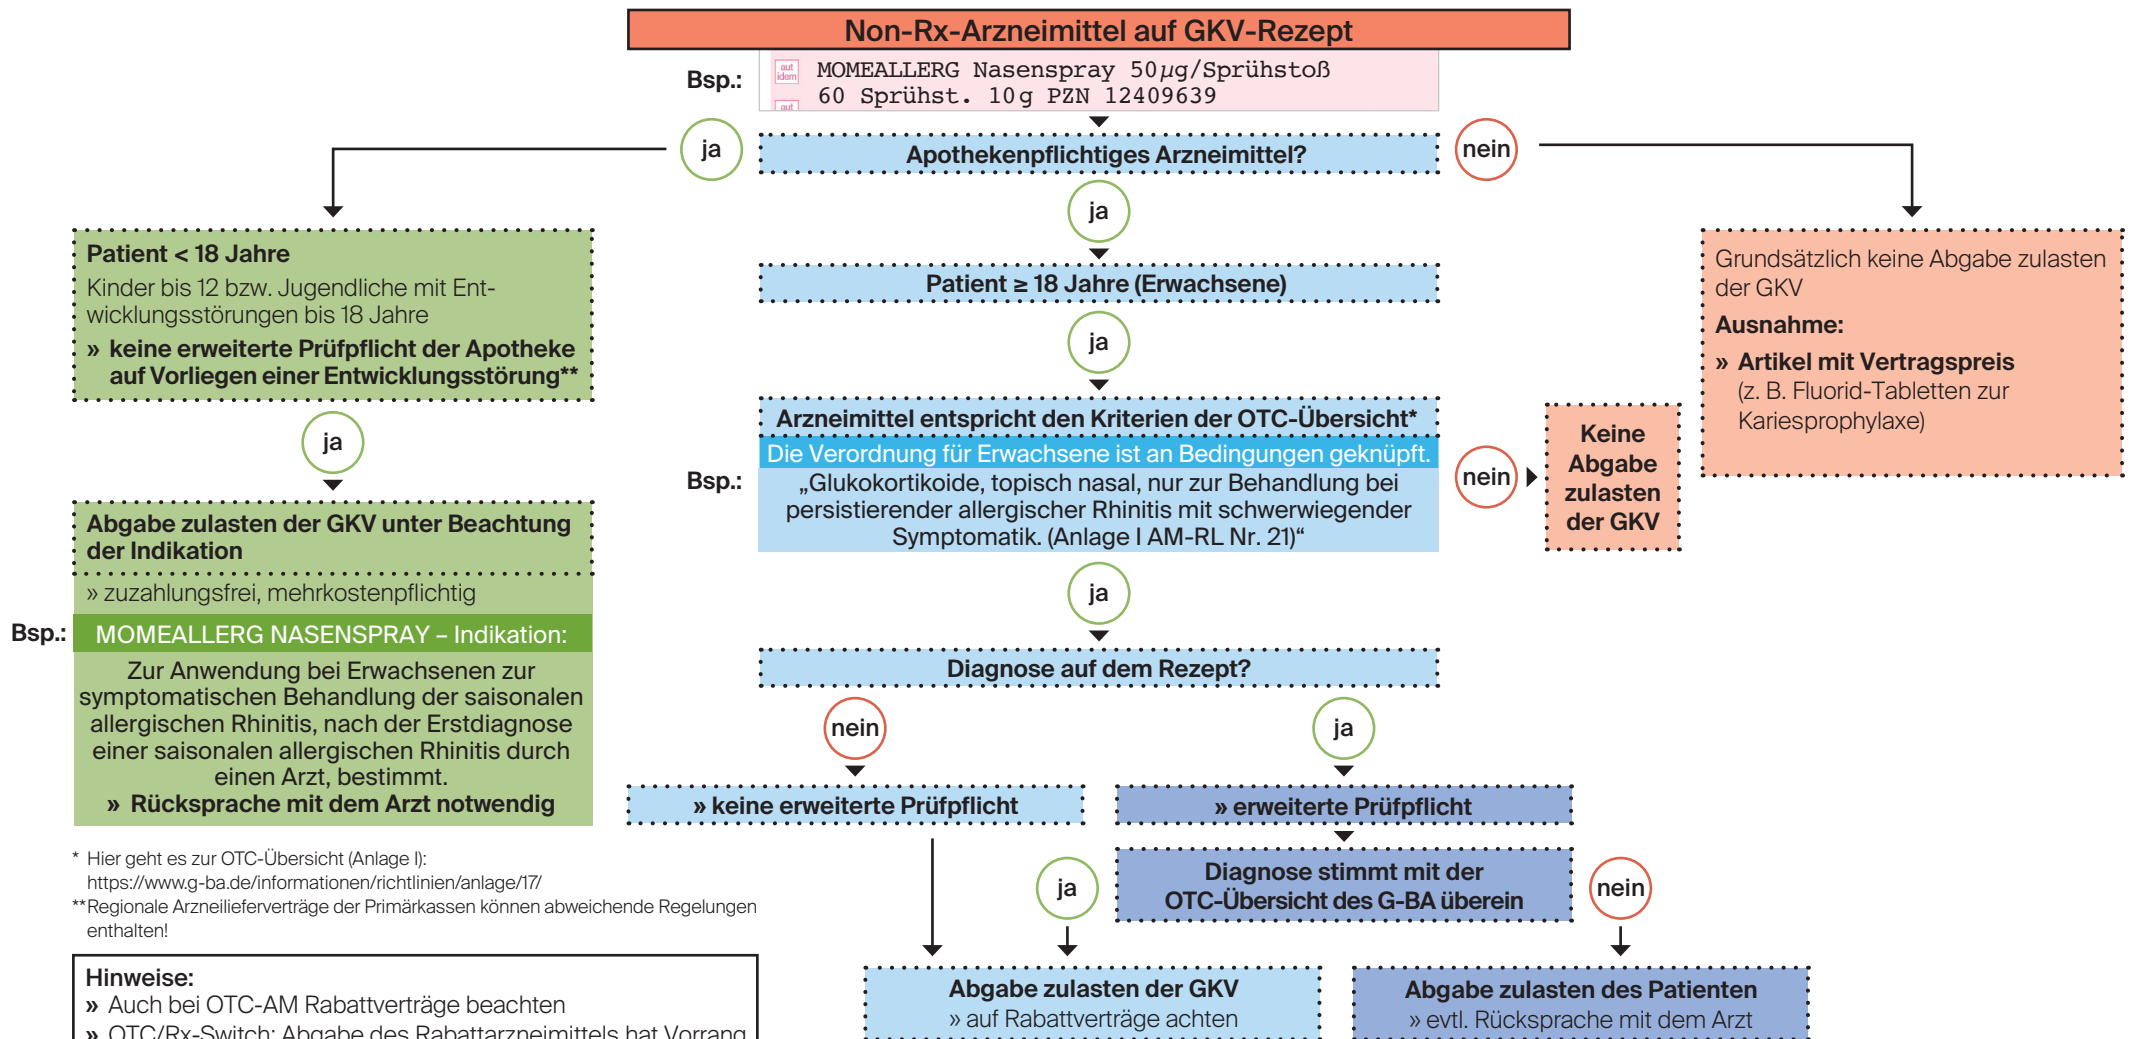 Non-Rx-Arzneimittel auf GKV-Rezept
Bsp.:
aut idem
MOMEALLERG Nasenspray 50µg/Sprühstoß
60 Sprühst. 10g PZN 12409639
aut
ja
Apothekenpflichtiges Arzneimittel?
nein
ja
Patient < 18 Jahre
Kinder bis 12 bzw. Jugendliche mit Ent-
wicklungsstörungen bis 18 Jahre
» keine erweiterte Prüfpflicht der Apotheke
auf Vorliegen einer Entwicklungsstörung**
ja
Abgabe zulasten der GKV unter Beachtung
der Indikation
» zuzahlungsfrei, mehrkostenpflichtig
Bsp.:
MOMEALLERG NASENSPRAY – Indikation:
Zur Anwendung bei Erwachsenen zur
symptomatischen Behandlung der saisonalen
allergischen Rhinitis, nach der Erstdiagnose
einer saisonalen allergischen Rhinitis durch
einen Arzt, bestimmt.
» Rücksprache mit dem Arzt notwendig
Patient ≥ 18 Jahre (Erwachsene)
ja
Arzneimittel entspricht den Kriterien der OTC-Übersicht*
Die Verordnung für Erwachsene ist an Bedingungen geknüpft.
Bsp.:
„Glukokortikoide, topisch nasal, nur zur Behandlung bei
persistierender allergischer Rhinitis mit schwerwiegender
Symptomatik. (Anlage I AM-RL Nr. 21)“
nein
Keine
Abgabe
zulasten
der GKV
Grundsätzlich keine Abgabe zulasten
der GKV
Ausnahme:
» Artikel mit Vertragspreis
(z. B. Fluorid-Tabletten zur
Kariesprophylaxe)
ja
Diagnose auf dem Rezept?
nein
ja
» keine erweiterte Prüfpflicht
» erweiterte Prüfpflicht
ja
Diagnose stimmt mit der
OTC-Übersicht des G-BA überein
nein
Abgabe zulasten der GKV
» auf Rabattverträge achten
Abgabe zulasten des Patienten
» evtl. Rücksprache mit dem Arzt
* Hier geht es zur OTC-Übersicht (Anlage I):
https://www.g-ba.de/informationen/richtlinien/anlage/17/
**Regionale Arzneilieferverträge der Primärkassen können abweichende Regelungen
enthalten!
Hinweise:
» Auch bei OTC-AM Rabattverträge beachten
» OTC/Rx-Switch: Abgabe des Rabattarzneimittels hat Vorrang